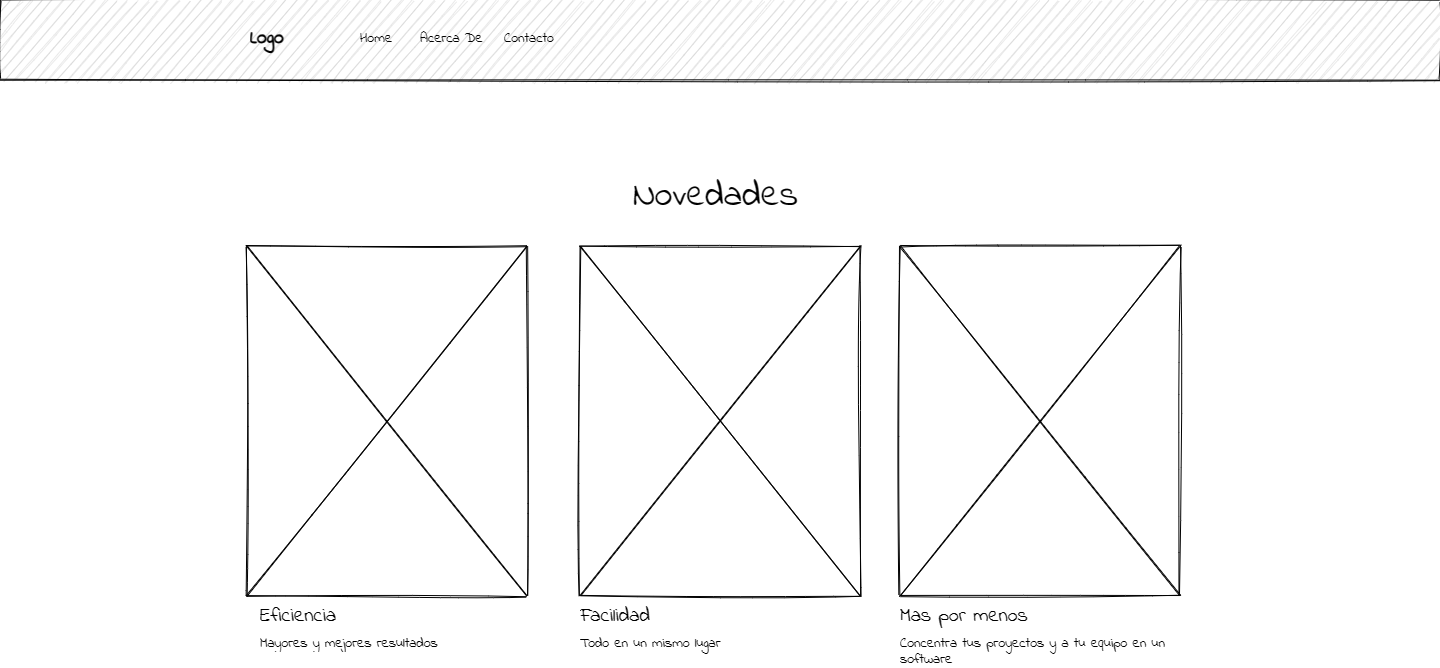 Logo
Home
Acerca De
Contacto
Novedades
Eficiencia
Mayores y mejores resultados
Facilidad
Todo en un mismo lugar
Mas por menos
Concentra tus proyectos y a tu equipo en un
software